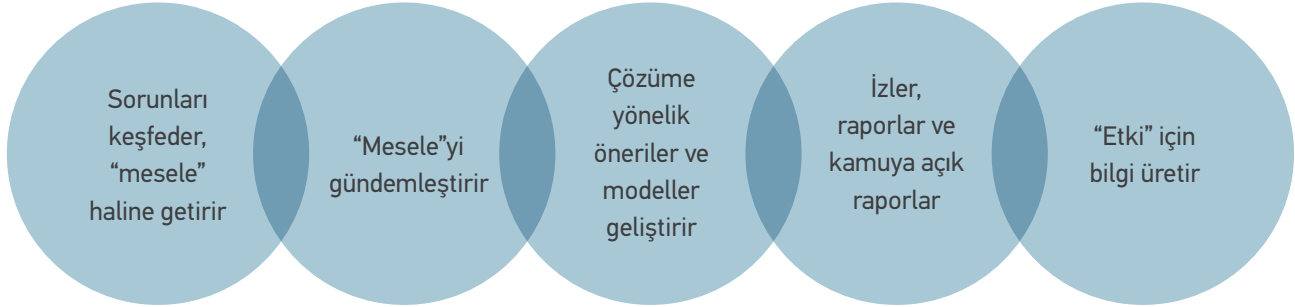 Sorunları
keşfeder,
“mesele”
haline getirir
“Mesele”yi
gündemleştirir
Çözüme
yönelik
öneriler ve
modeller
geliştirir
İzler,
raporlar ve
kamuya açık
raporlar
“Etki” için
bilgi üretir